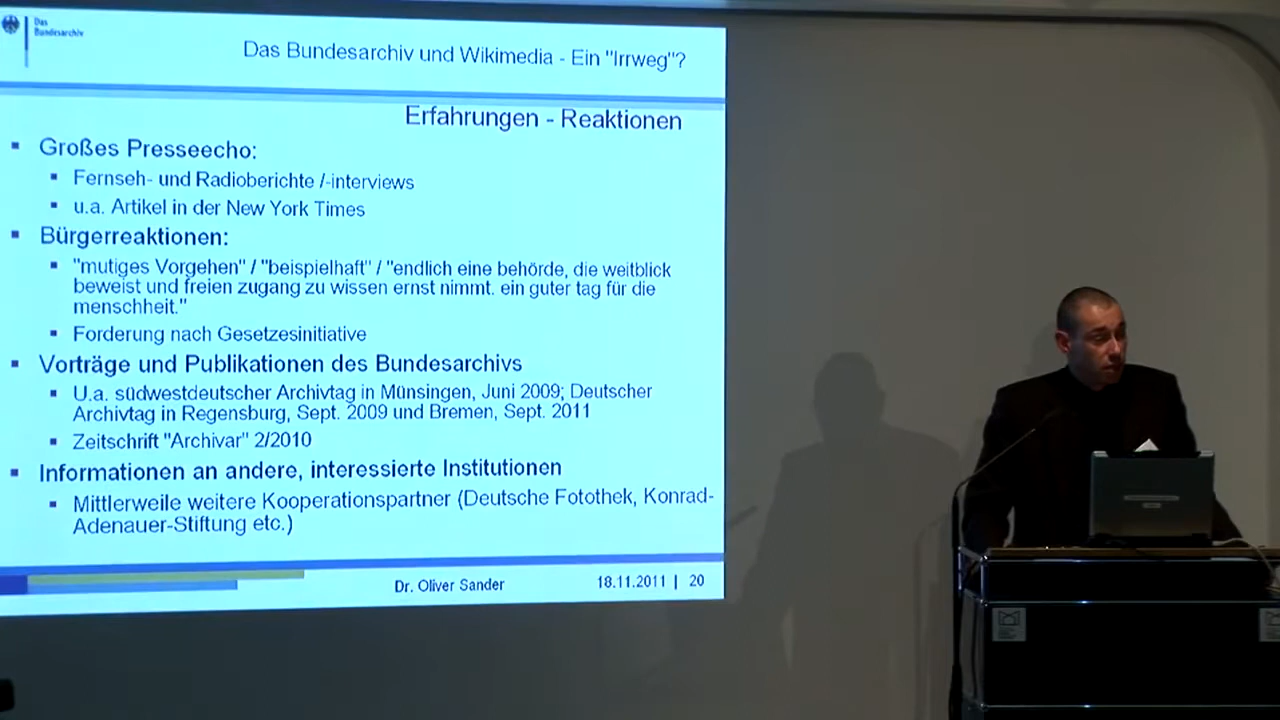 Das
Bundesarchiv
Das Bundesarchiv und Wikimedia - Ein "Irrweg"?
Erfahrungen - Reaktionen
Großes Presseecho:
Fernseh- und Radioberichte /-interviews
u.a. Artikel in der New York Times
Bürgerreaktionen:
"mutiges Vorgehen" / "beispielhaft" / "endlich eine behörde, die weitblick
beweist und freien zugang zu wissen ernst nimmt. ein guter tag für die
menschheit."
Forderung nach Gesetzesinitiative
Vorträge und Publikationen des Bundesarchivs
U.a. südwestdeutscher Archivtag in Münsingen, Juni 2009; Deutscher
Archivtag in Regensburg, Sept. 2009 und Bremen, Sept. 2011
Zeitschrift "Archivar" 2/2010
Informationen an andere, interessierte Institutionen
Mittlerweile weitere Kooperationspartner (Deutsche Fotothek, Konrad-
Adenauer-Stiftung etc.)
Dr. Oliver Sander
18.11.2011 | 20